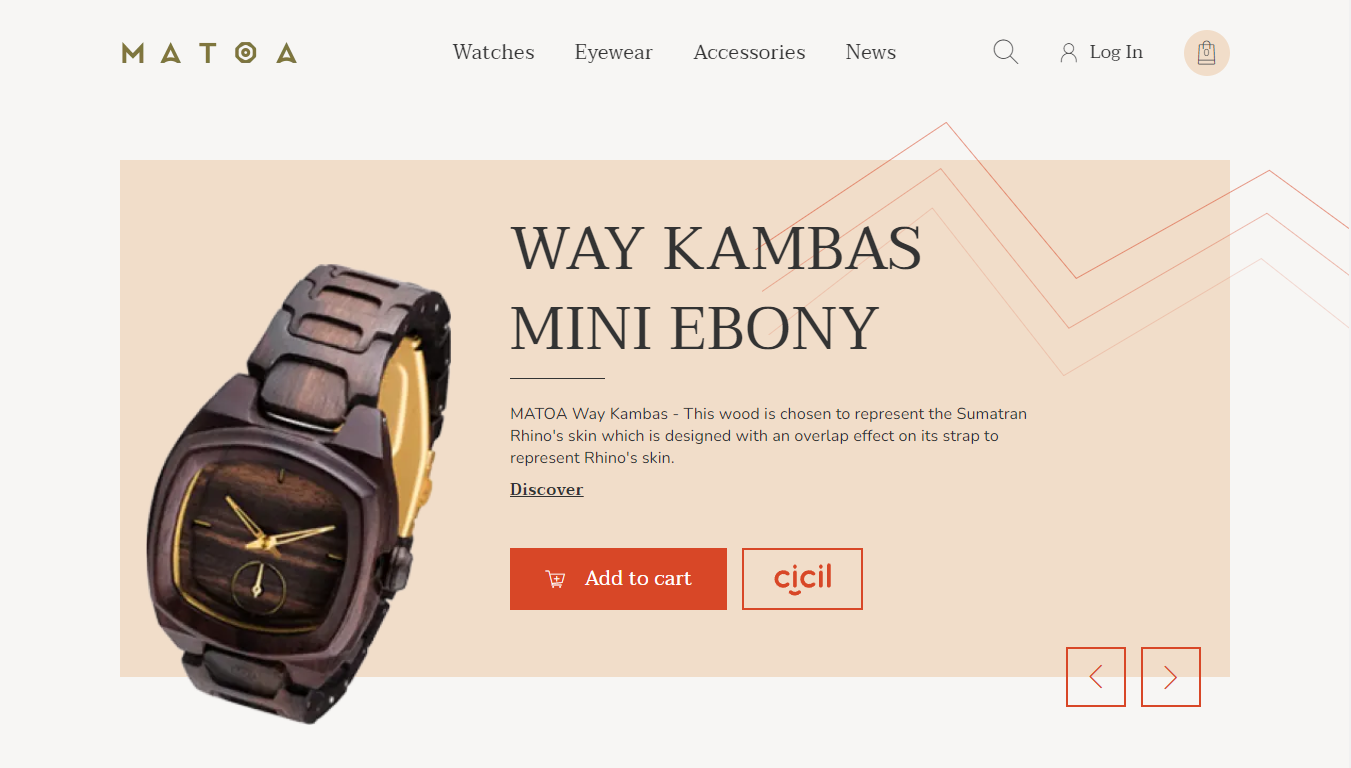 MATOA
Watches
Eyewear
Accessories
News
Log In
0
WAY KAMBAS
MINI EBONY
MATOA Way Kambas - This wood is chosen to represent the Sumatran
Rhino's skin which is designed with an overlap effect on its strap to
represent Rhino's skin.
Discover
Add to cart
cicil